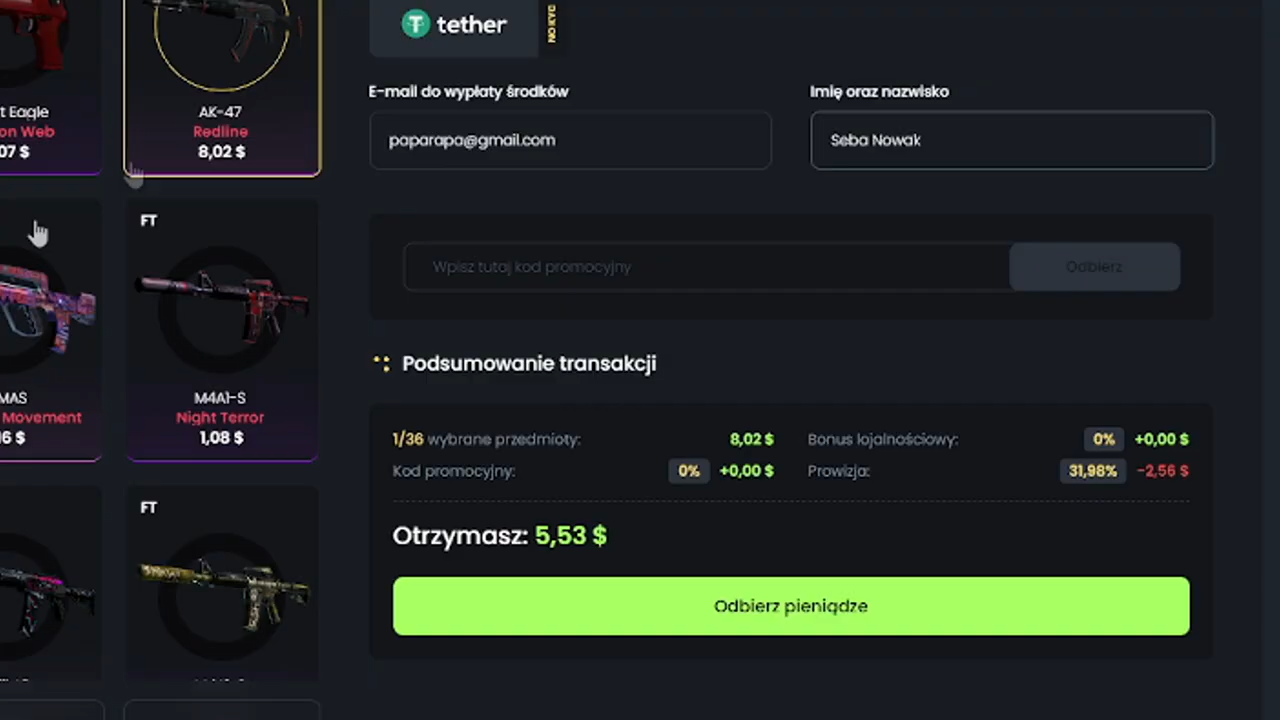 tether
t Eagle
on Web
07 $
AK-47
Redline
8,02 $
E-mail do wypłaty środków
paparapa@gmail.com
Imię oraz nazwisko
Seba Nowak
MAS
Movement
6 $
FT
M4A1-S
Night Terror
1,08 $
FT
Wpisz tutaj kod promocyjny
Odbierz
Podsumowanie transakcji
1/36 wybrane przedmioty: 8,02 $
Kod promocyjny: 0% +0,00 $
Bonus lojalnościowy: 0% +0,00 $
Prowizja: 31,98% -2,56 $
Otrzymasz: 5,53 $
Odbierz pieniądze